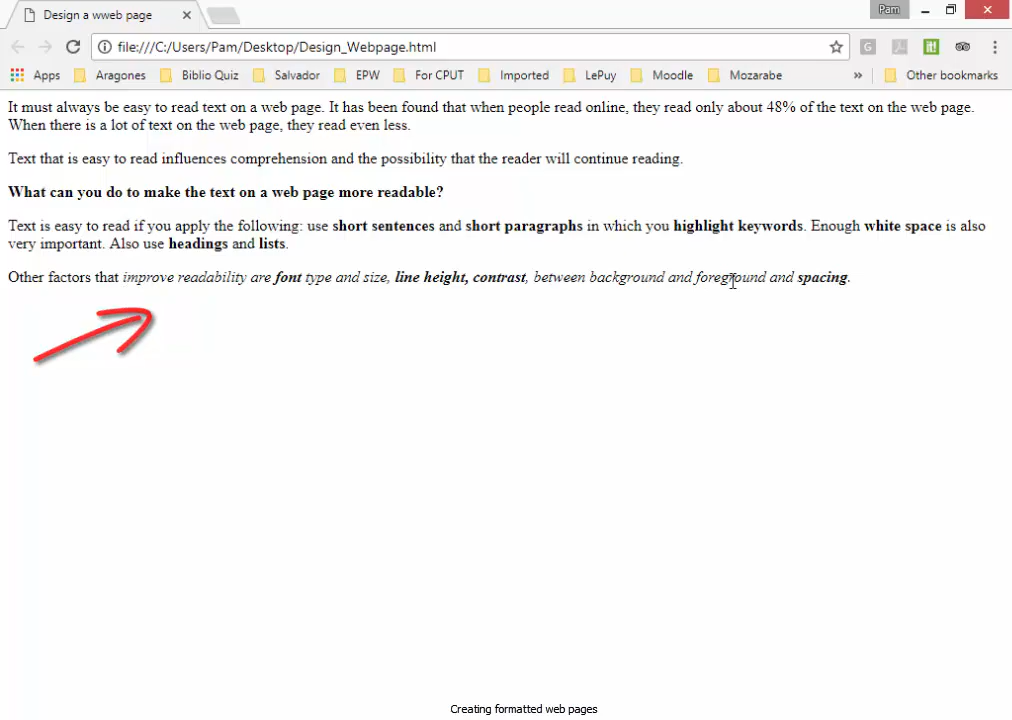 Design a wweb page
Pam
file:///C:/Users/Pam/Desktop/Design_Webpage.html
G
it!
Apps Aragones Biblio Quiz Salvador EPW For CPUT Imported LePuy Moodle Mozarabe » Other bookmarks
It must always be easy to read text on a web page. It has been found that when people read online, they read only about 48% of the text on the web page.
When there is a lot of text on the web page, they read even less.
Text that is easy to read influences comprehension and the possibility that the reader will continue reading.
What can you do to make the text on a web page more readable?
Text is easy to read if you apply the following: use short sentences and short paragraphs in which you highlight keywords. Enough white space is also
very important. Also use headings and lists.
Other factors that improve readability are font type and size, line height, contrast, between background and foreground and spacing.
Creating formatted web pages